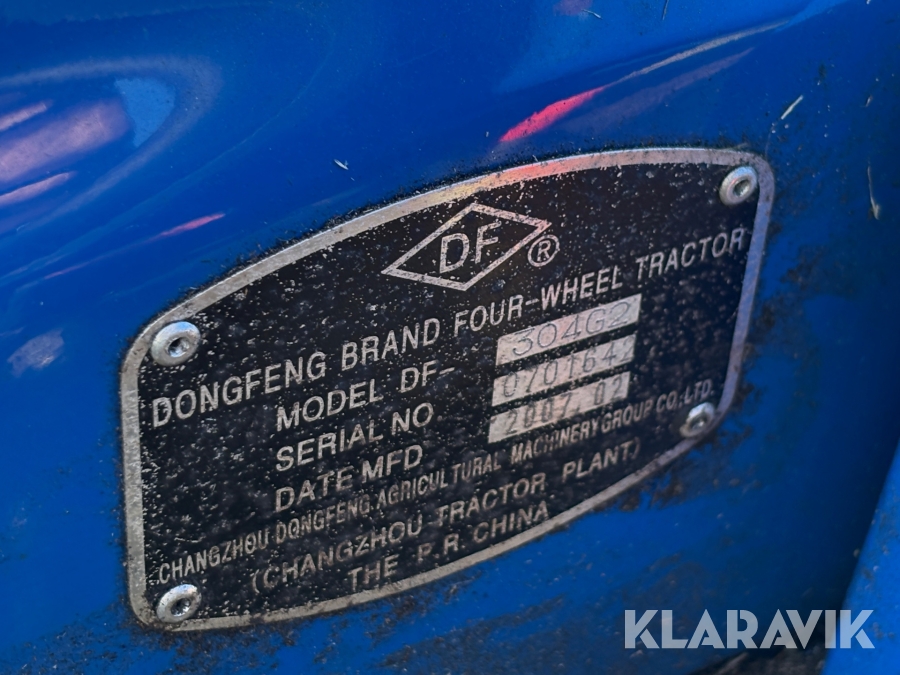 DF ®
DONGFENG BRAND FOUR-WHEEL TRACTOR
MODEL DF- 304G2
SERIAL NO 0701642
DATE MFD 2007.02
CHANGZHOU DONGFENG AGRICULTURAL MACHINERY GROUP CO.,LTD.
(CHANGZHOU TRACTOR PLANT)
THE P.R. CHINA
KLARAVIK